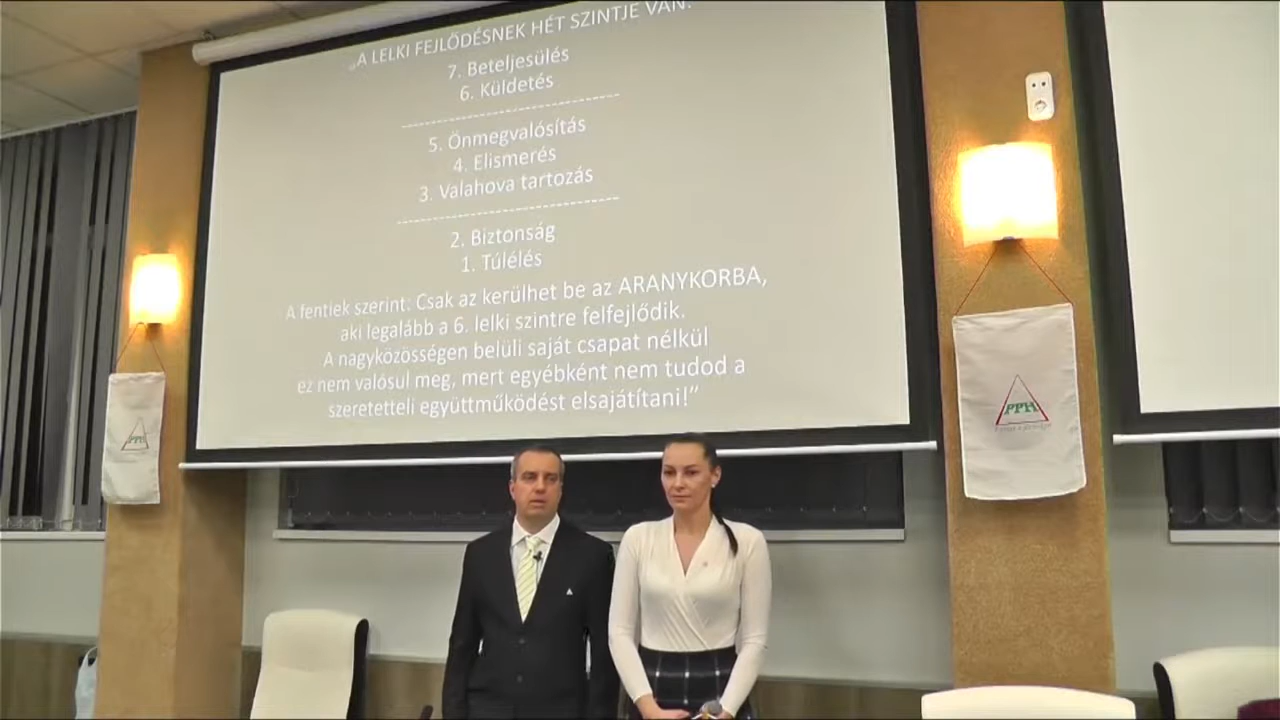 „A LELKI FEJLŐDÉSNEK HÉT SZINTJE VAN:
7. Beteljesülés
6. Küldetés
5. Önmegvalósítás
4. Elismerés
3. Valahova tartozás
2. Biztonság
1. Túlélés
A fentiek szerint: Csak az kerülhet be az ARANYKORBA,
aki legalább a 6. lelki szintre felfejlődik.
A nagyközösségen belüli saját csapat nélkül
ez nem valósul meg, mert egyébként nem tudod a
szeretetteli együttműködést elsajátítani!”
PPH
PPH